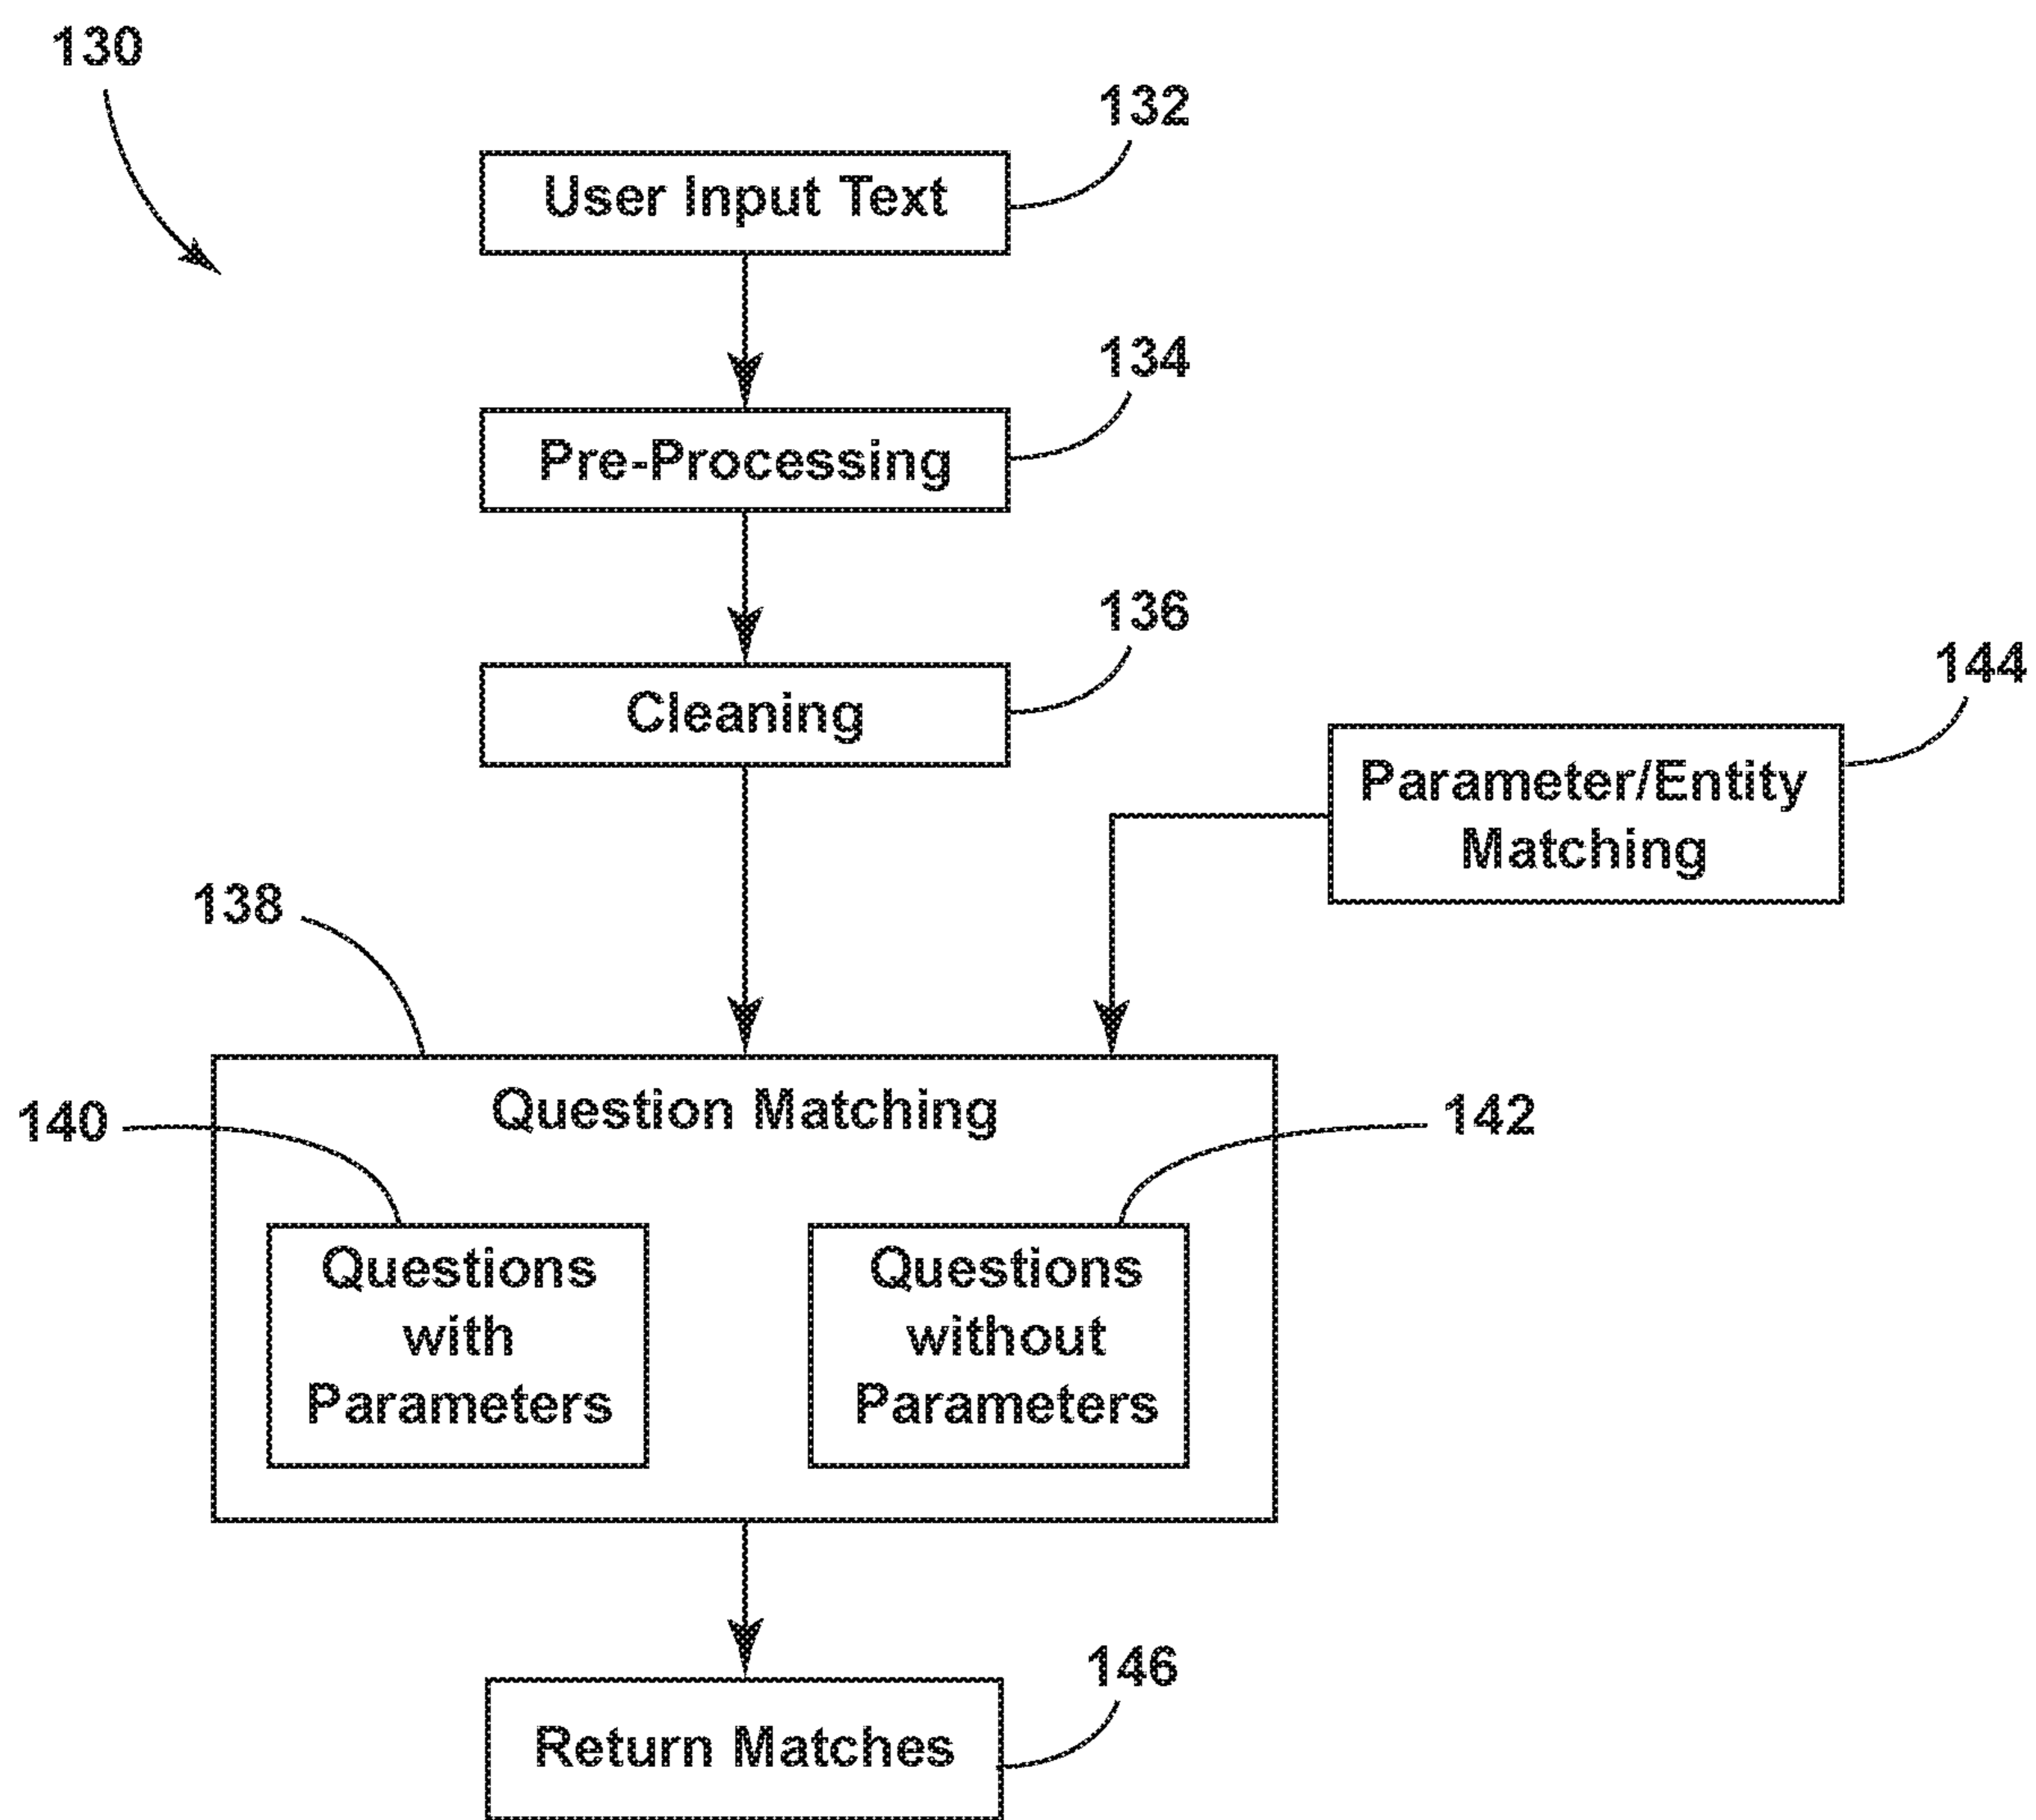 130
132
User Input Text
134
Pre-Processing
136
Cleaning
144
Parameter/Entity
Matching
138
Question Matching
140
142
Questions
with
Parameters
Questions
without
Parameters
146
Return Matches